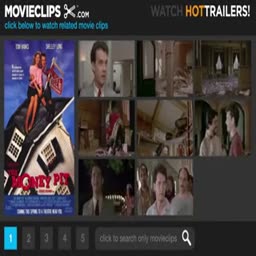 MOVIECLIPS .COM
WATCH HOTTRAILERS!
click below to watch related movie clips
TOM HANKS
SHELLEY LONG
The
MONEY PIT
1 2 3 4 5
click to search only movieclips